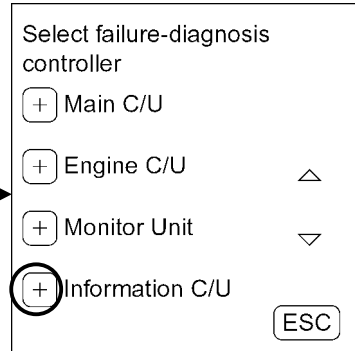 Select failure-diagnosis
controller
+ Main C/U
+ Engine C/U
+ Monitor Unit
+ Information C/U
ESC